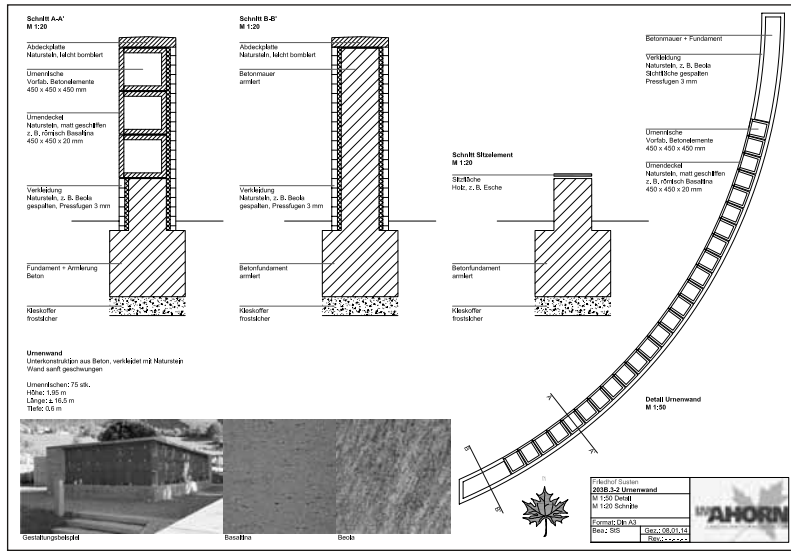 Schnitt A-A'
M 1:20
Abdeckplatte
Naturstein, leicht bombiert
Urnennische
Vorfab. Betonelemente
450 x 450 x 450 mm
Urnendeckel
Naturstein, matt geschliffen
z. B. römisch Basaltina
450 x 450 x 20 mm
Verkleidung
Naturstein, z. B. Beola
gespalten, Pressfugen 3 mm
Fundament + Armierung
Beton
Kieskoffer
frostsicher
Schnitt B-B'
M 1:20
Abdeckplatte
Naturstein, leicht bombiert
Betonmauer
armiert
Verkleidung
Naturstein, z. B. Beola
gespalten, Pressfugen 3 mm
Betonfundament
armiert
Kieskoffer
frostsicher
Schnitt Sitzelement
M 1:20
Sitzfläche
Holz, z. B. Esche
Betonfundament
armiert
Kieskoffer
frostsicher
Betonmauer + Fundament
Verkleidung
Naturstein, z. B. Beola
Sichtfläche gespalten
Pressfugen 3 mm
Urnennische
Vorfab. Betonelemente
450 x 450 x 450 mm
Urnendeckel
Naturstein, matt geschliffen
z. B. römisch Basaltina
450 x 450 x 20 mm
A'
A
B
B'
Detail Urnenwand
M 1:50
Urnenwand
Unterkonstruktion aus Beton, verkleidet mit Naturstein
Wand sanft geschwungen
Urnennischen: 75 stk.
Höhe: 1.95 m
Länge: ± 16.5 m
Tiefe: 0.6 m
Gestaltungsbeispiel
Basaltina
Beola
Friedhof Susten
203B.3-2 Urnenwand
M 1:50 Detail
M 1:20 Schnitte
Format: Din A3
Bea.: StS
Gez.: 08.01.14
Rev.: -.--.--
AHORN